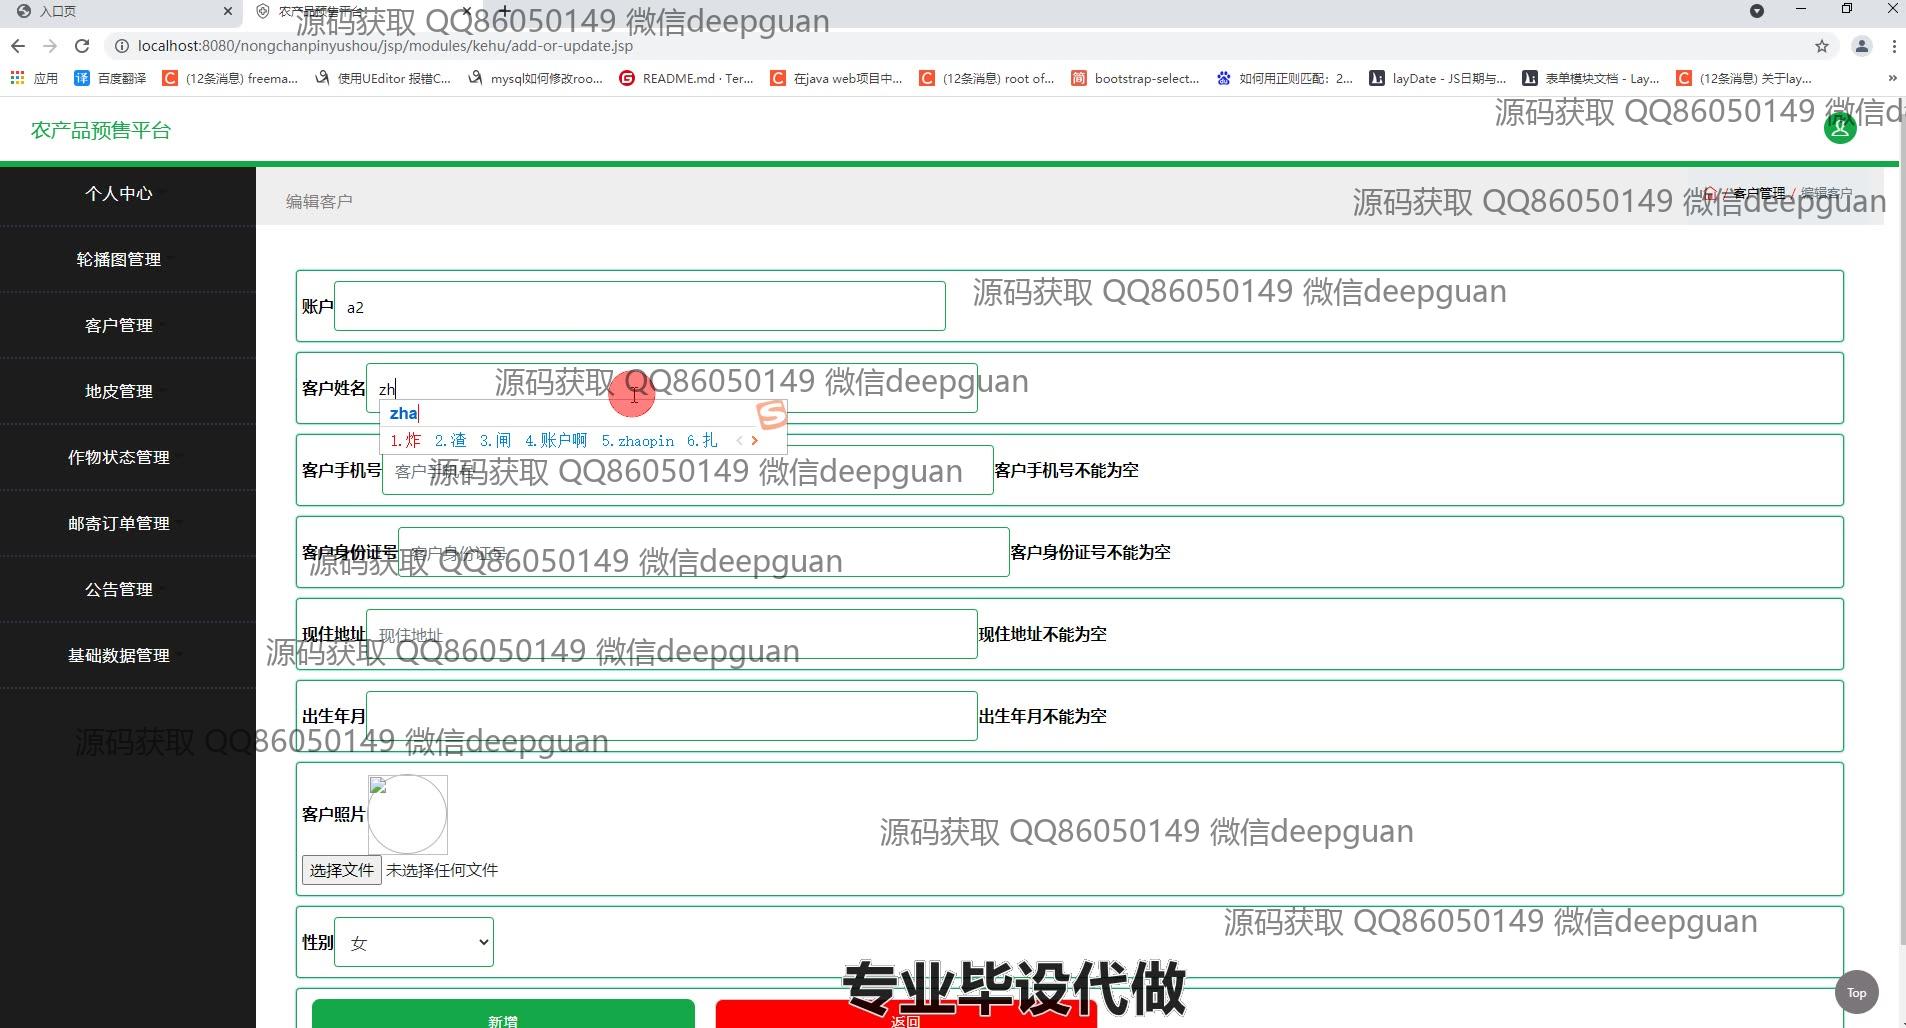 入口页
农产品预售平台
源码获取 QQ86050149 微信deepguan
localhost:8080/nongchanpinyushou/jsp/modules/kehu/add-or-update.jsp
应用 百度翻译 (12条消息) freema... 使用UEditor 报错C... mysql如何修改roo... README.md · Ter... 在java web项目中... (12条消息) root of... bootstrap-select... 如何用正则匹配：2... layDate - JS日期与... 表单模块文档 - Lay... (12条消息) 关于lay... »
源码获取 QQ86050149 微信d
农产品预售平台
个人中心
编辑客户
客户管理 / 编辑客户
源码获取 QQ86050149 微信deepguan
轮播图管理
源码获取 QQ86050149 微信deepguan
账户 a2
客户管理
源码获取 QQ86050149 微信deepguan
客户姓名 zh
地皮管理
zha
1.炸 2.渣 3.闸 4.账户啊 5.zhaopin 6.扎
作物状态管理
客户手机号 客户手机号 客户手机号不能为空
源码获取 QQ86050149 微信deepguan
邮寄订单管理
客户身份证号 客户身份证号 客户身份证号不能为空
源码获取 QQ86050149 微信deepguan
公告管理
现住地址 现住地址 现住地址不能为空
源码获取 QQ86050149 微信deepguan
基础数据管理
出生年月 出生年月不能为空
源码获取 QQ86050149 微信deepguan
客户照片
源码获取 QQ86050149 微信deepguan
选择文件 未选择任何文件
源码获取 QQ86050149 微信deepguan
性别 女
专业毕设代做
Top
新增 返回